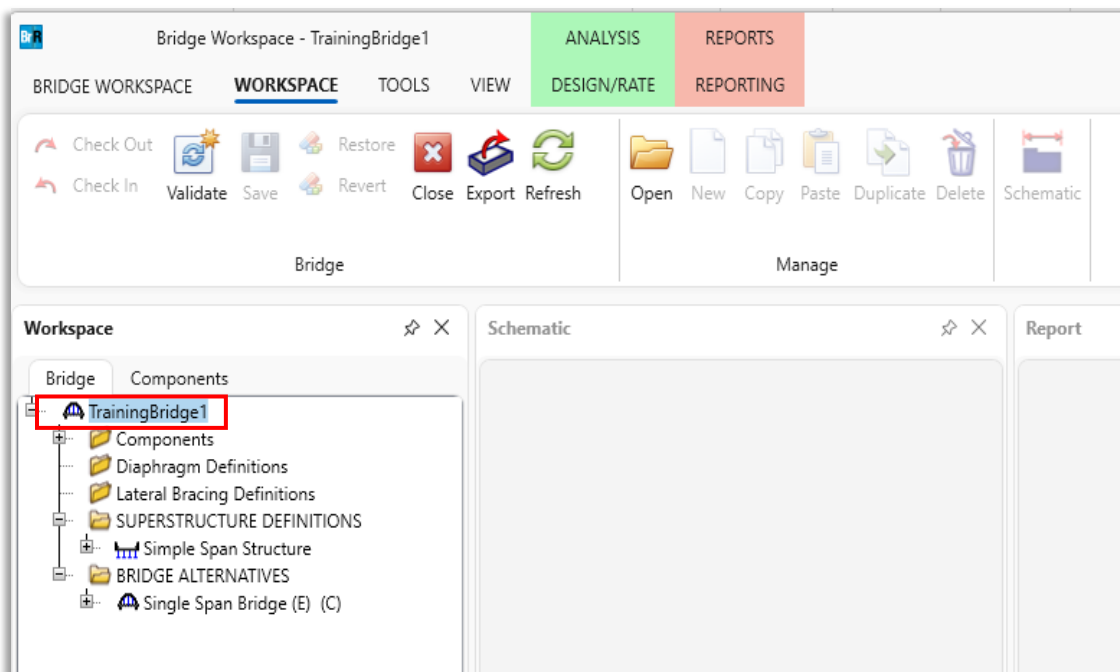 BrR Bridge Workspace - TrainingBridge1 ANALYSIS REPORTS
BRIDGE WORKSPACE WORKSPACE TOOLS VIEW DESIGN/RATE REPORTING
Check Out Restore
Check In Revert
Validate Save Close Export Refresh Open New Copy Paste Duplicate Delete Schematic
Bridge Manage
Workspace Schematic Report
Bridge Components
TrainingBridge1
Components
Diaphragm Definitions
Lateral Bracing Definitions
SUPERSTRUCTURE DEFINITIONS
Simple Span Structure
BRIDGE ALTERNATIVES
Single Span Bridge (E) (C)